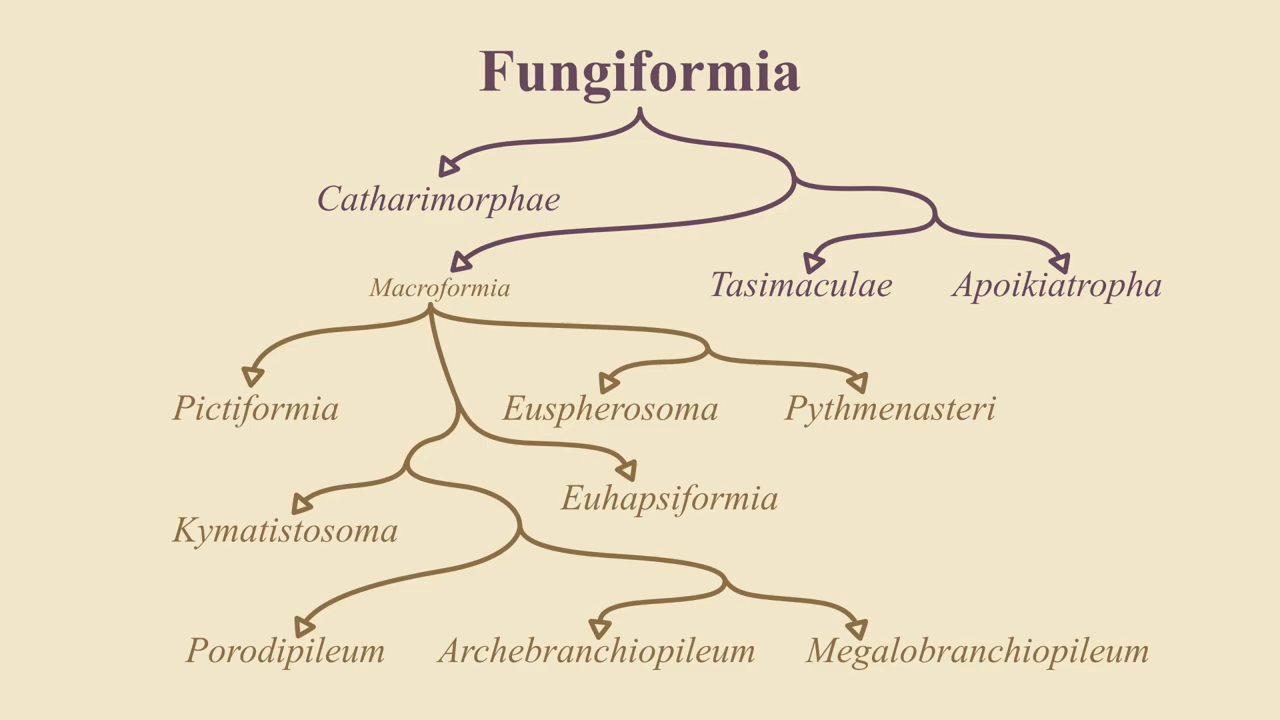 Fungiformia
Catharimorphae
Macroformia
Tasimaculae
Apoikiatropha
Pictiformia
Euspherosoma
Pythmenasteri
Euhapsiformia
Kymatistosoma
Porodipileum
Archebranchiopileum
Megalobranchiopileum